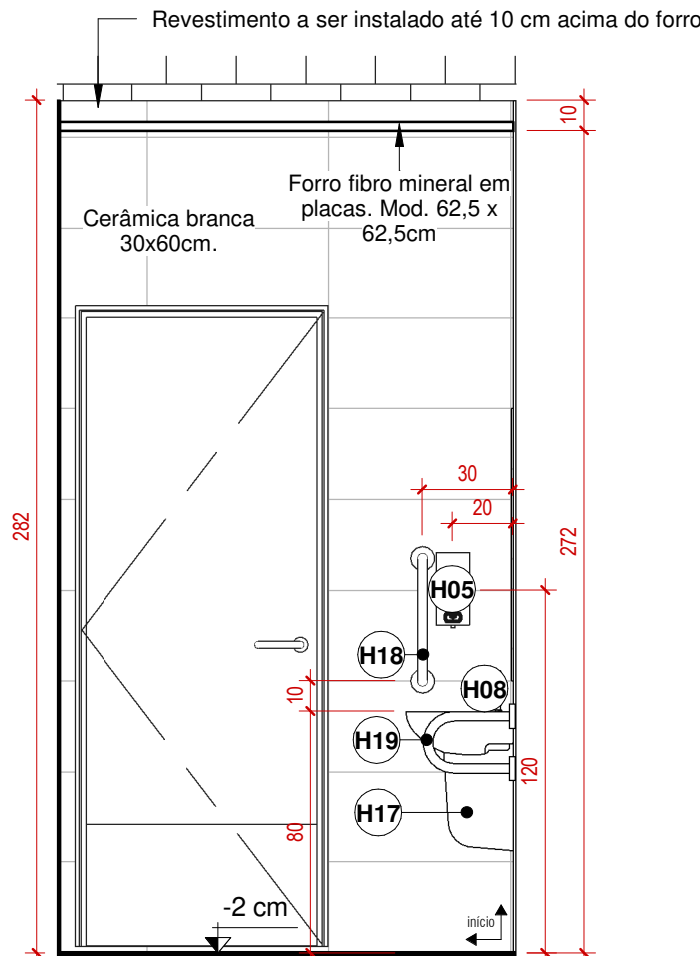 Revestimento a ser instalado até 10 cm acima do forro
10
Forro fibro mineral em
placas. Mod. 62,5 x
62,5cm
Cerâmica branca
30x60cm.
30
20
282
272
H05
H18
H08
10
H19
120
H17
80
-2 cm
início